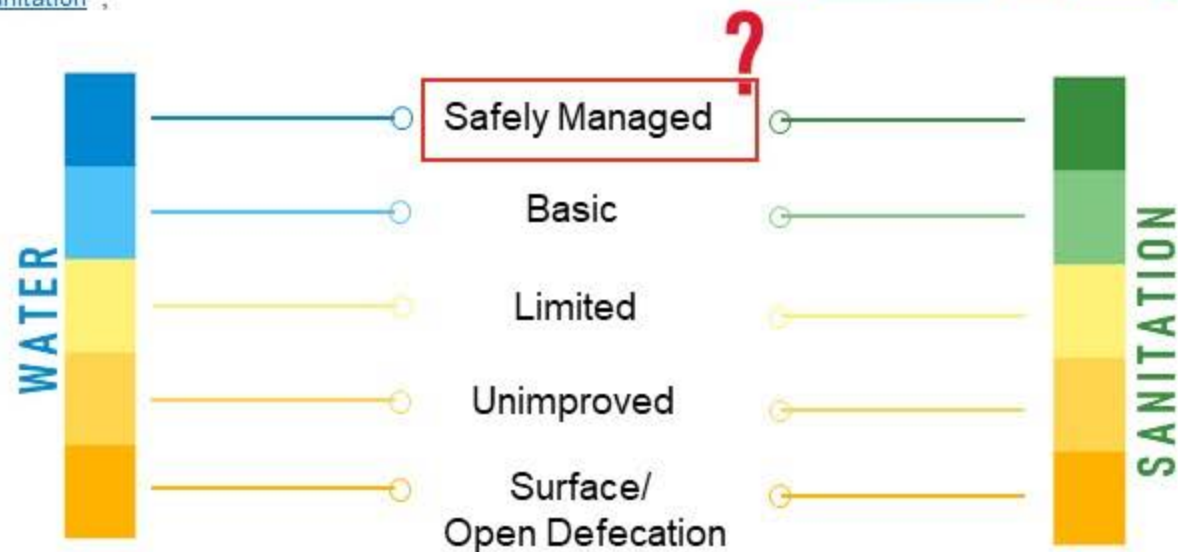 ?
Safely Managed
Basic
WATER
SANITATION
Limited
Unimproved
Surface/
Open Defecation